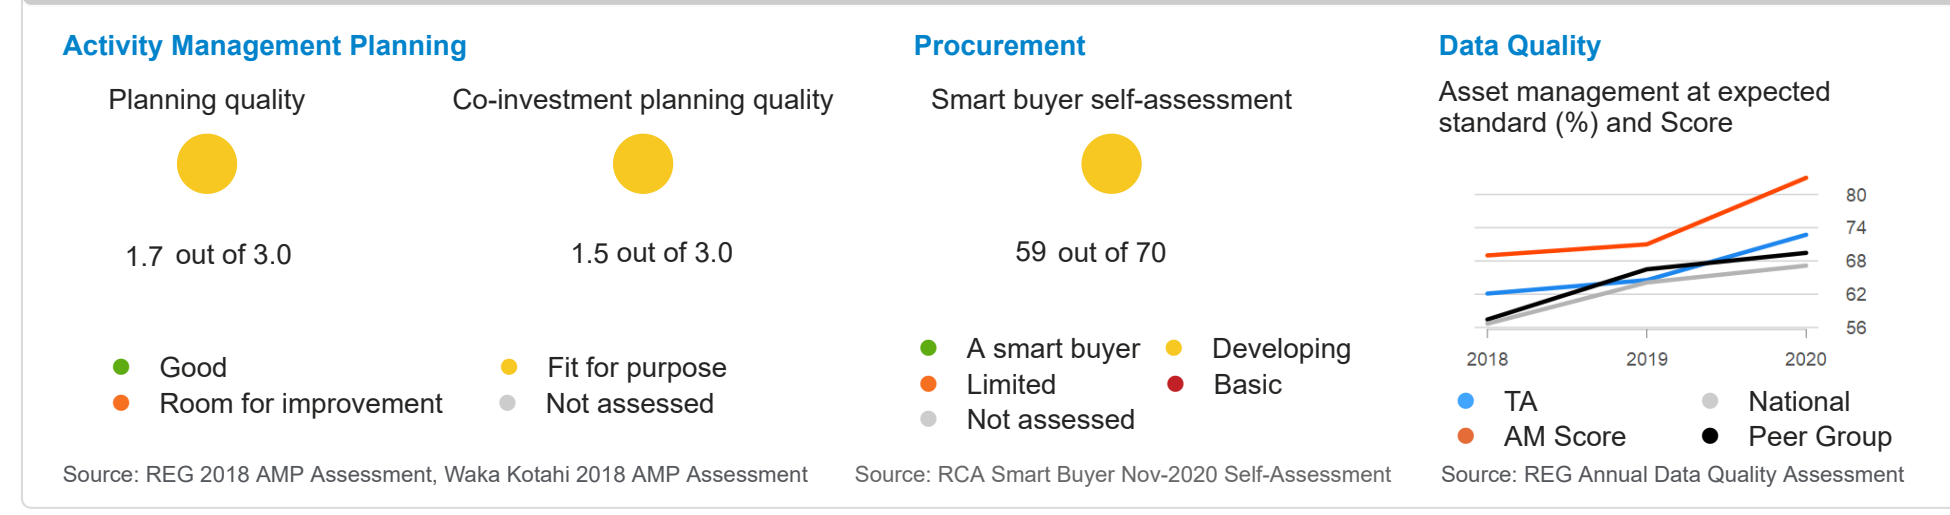 Activity Management Planning
Planning quality
Co-investment planning quality
1.7 out of 3.0
1.5 out of 3.0
Good
Fit for purpose
Room for improvement
Not assessed
Source: REG 2018 AMP Assessment, Waka Kotahi 2018 AMP Assessment
Procurement
Smart buyer self-assessment
59 out of 70
A smart buyer
Developing
Limited
Basic
Not assessed
Source: RCA Smart Buyer Nov-2020 Self-Assessment
Data Quality
Asset management at expected
standard (%) and Score
80
74
68
62
56
2018
2019
2020
TA
National
AM Score
Peer Group
Source: REG Annual Data Quality Assessment